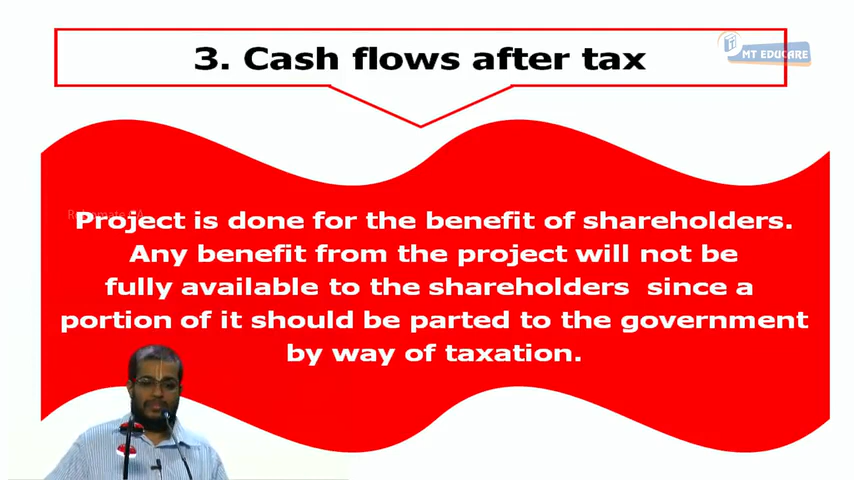 3. Cash flows after tax
MT EDUCARE
Project is done for the benefit of shareholders.
Any benefit from the project will not be
fully available to the shareholders since a
portion of it should be parted to the government
by way of taxation.